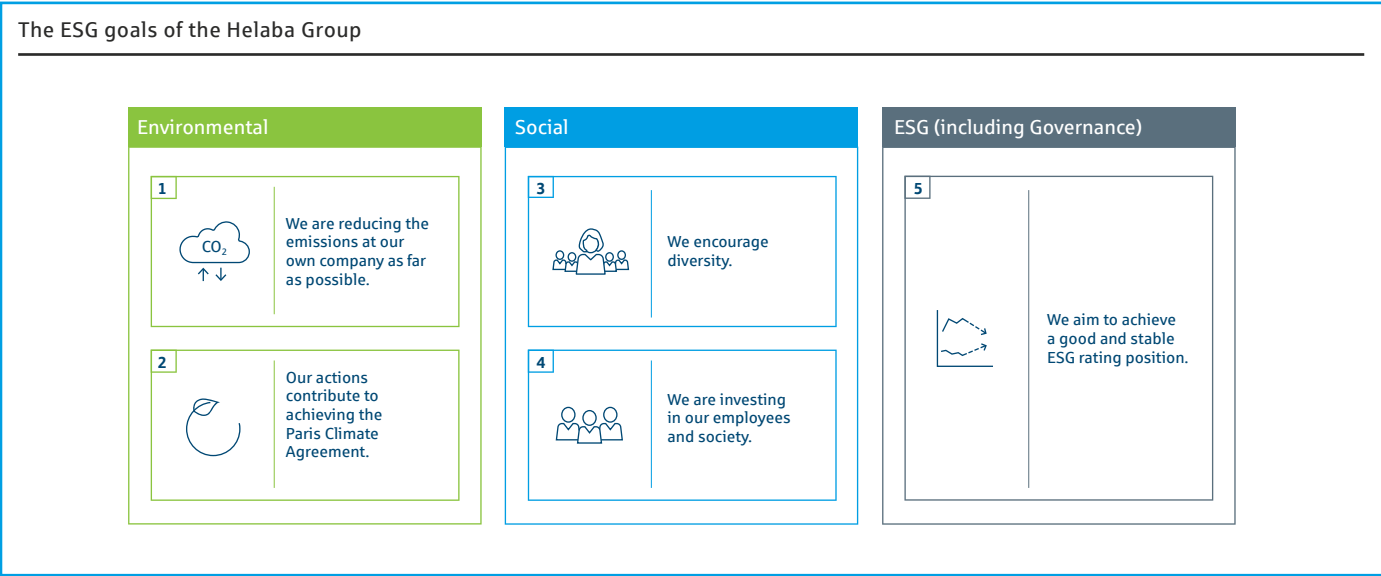 The ESG goals of the Helaba Group
Environmental
1
CO₂
We are reducing the
emissions at our
own company as far
as possible.
2
Our actions
contribute to
achieving the
Paris Climate
Agreement.
Social
3
We encourage
diversity.
4
We are investing
in our employees
and society.
ESG (including Governance)
5
We aim to achieve
a good and stable
ESG rating position.